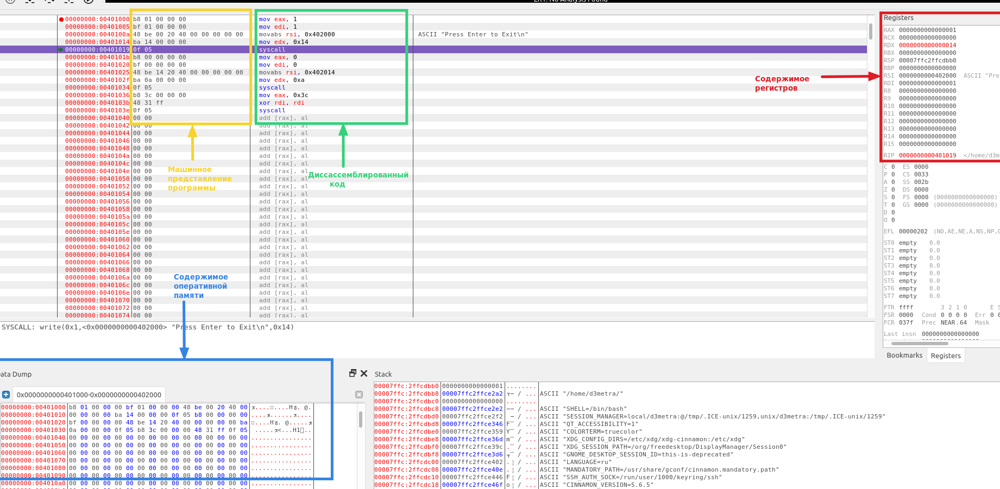 ERT: No Analysis Found
00000000:00401000 b8 01 00 00 00 mov eax, 1
00000000:00401005 bf 01 00 00 00 mov edi, 1
00000000:0040100a 48 be 00 20 40 00 00 00 00 00 movabs rsi, 0x402000 ASCII "Press Enter to Exit\n"
00000000:00401014 ba 14 00 00 00 mov edx, 0x14
00000000:00401019 0f 05 syscall
00000000:0040101b b8 00 00 00 00 mov eax, 0
00000000:00401020 bf 00 00 00 00 mov edi, 0
00000000:00401025 48 be 14 20 40 00 00 00 00 00 movabs rsi, 0x402014
00000000:0040102f ba 0a 00 00 00 mov edx, 0xa
00000000:00401034 0f 05 syscall
00000000:00401036 b8 3c 00 00 00 mov eax, 0x3c
00000000:0040103b 48 31 ff xor rdi, rdi
00000000:0040103e 0f 05 syscall
00000000:00401040 00 00 add [rax], al
00000000:00401042 00 00 add [rax], al
00000000:00401044 00 00 add [rax], al
00000000:00401046 00 00 add [rax], al
00000000:00401048 00 00 add [rax], al
00000000:0040104a 00 00 add [rax], al
00000000:0040104c 00 00 add [rax], al
00000000:0040104e 00 00 add [rax], al
00000000:00401050 00 00 add [rax], al
00000000:00401052 00 00 add [rax], al
00000000:00401054 00 00 add [rax], al
00000000:00401056 00 00 add [rax], al
00000000:00401058 00 00 add [rax], al
00000000:0040105a 00 00 add [rax], al
00000000:0040105c 00 00 add [rax], al
00000000:0040105e 00 00 add [rax], al
00000000:00401060 00 00 add [rax], al
00000000:00401062 00 00 add [rax], al
00000000:00401064 00 00 add [rax], al
00000000:00401066 00 00 add [rax], al
00000000:00401068 00 00 add [rax], al
00000000:0040106a 00 00 add [rax], al
00000000:0040106c 00 00 add [rax], al
00000000:0040106e 00 00 add [rax], al
00000000:00401070 00 00 add [rax], al
00000000:00401072 00 00 add [rax], al
00000000:00401074 00 00 add [rax], al
Машинное
представление
программы
Диссассемблированный
код
Содержимое
регистров
Содержимое
оперативной
памяти
Registers
RAX 0000000000000001
RCX 0000000000000000
RDX 0000000000000014
RBX 0000000000000000
RSP 00007ffc2ffcdbb0
RBP 0000000000000000
RSI 0000000000402000 ASCII "Pre
RDI 0000000000000001
R8 0000000000000000
R9 0000000000000000
R10 0000000000000000
R11 0000000000000000
R12 0000000000000000
R13 0000000000000000
R14 0000000000000000
R15 0000000000000000
RIP 0000000000401019 </home/d3m
C 0 ES 0000
P 0 CS 0033
A 0 SS 002b
Z 0 DS 0000
S 0 FS 0000 (0000000000000000)
T 0 GS 0000 (0000000000000000)
D 0
O 0
EFL 00000202 (NO,AE,NE,A,NS,NP,G
ST0 empty 0.0
ST1 empty 0.0
ST2 empty 0.0
ST3 empty 0.0
ST4 empty 0.0
ST5 empty 0.0
ST6 empty 0.0
ST7 empty 0.0
FTR ffff 3 2 1 0 E S
FSR 0000 Cond 0 0 0 0 Err 0 0
FCR 037f Prec NEAR,64 Mask
Last insn 0000000000000000
Bookmarks Registers
SYSCALL: write(0x1,<0x0000000000402000> "Press Enter to Exit\n",0x14)
ata Dump
0x0000000000401000-0x0000000000402000
00000000:00401000 b8 01 00 00 00 bf 01 00 00 00 48 be 00 20 40 00
00000000:00401010 00 00 00 00 ba 14 00 00 00 0f 05 b8 00 00 00 00
00000000:00401020 bf 00 00 00 00 48 be 14 20 40 00 00 00 00 00 ba
00000000:00401030 0a 00 00 00 0f 05 b8 3c 00 00 00 48 31 ff 0f 05
00000000:00401040 00 00 00 00 00 00 00 00 00 00 00 00 00 00 00 00 ................
00000000:00401050 00 00 00 00 00 00 00 00 00 00 00 00 00 00 00 00 ................
00000000:00401060 00 00 00 00 00 00 00 00 00 00 00 00 00 00 00 00 ................
00000000:00401070 00 00 00 00 00 00 00 00 00 00 00 00 00 00 00 00 ................
00000000:00401080 00 00 00 00 00 00 00 00 00 00 00 00 00 00 00 00 ................
00000000:00401090 00 00 00 00 00 00 00 00 00 00 00 00 00 00 00 00 ................
00000000:004010a0 00 00 00 00 00 00 00 00 00 00 00 00 00 00 00 00 ................
Stack
00007ffc:2ffcdbb0 0000000000000001 ........
00007ffc:2ffcdbb8 00007ffc2ffce2a2 ASCII "/home/d3metra/"
00007ffc:2ffcdbc0 0000000000000000 ........
00007ffc:2ffcdbc8 00007ffc2ffce2e2 ASCII "SHELL=/bin/bash"
00007ffc:2ffcdbd0 00007ffc2ffce2f2 ASCII "SESSION_MANAGER=local/d3metra:@/tmp/.ICE-unix/1259,unix/d3metra:/tmp/.ICE-unix/1259"
00007ffc:2ffcdbd8 00007ffc2ffce346 ASCII "QT_ACCESSIBILITY=1"
00007ffc:2ffcdbe0 00007ffc2ffce359 ASCII "COLORTERM=truecolor"
00007ffc:2ffcdbe8 00007ffc2ffce36d ASCII "XDG_CONFIG_DIRS=/etc/xdg/xdg-cinnamon:/etc/xdg"
00007ffc:2ffcdbf0 00007ffc2ffce39c ASCII "XDG_SESSION_PATH=/org/freedesktop/DisplayManager/Session0"
00007ffc:2ffcdbf8 00007ffc2ffce3d6 ASCII "GNOME_DESKTOP_SESSION_ID=this-is-deprecated"
00007ffc:2ffcdc00 00007ffc2ffce402 ASCII "LANGUAGE=ru"
00007ffc:2ffcdc08 00007ffc2ffce40e ASCII "MANDATORY_PATH=/usr/share/gconf/cinnamon.mandatory.path"
00007ffc:2ffcdc10 00007ffc2ffce446 ASCII "SSH_AUTH_SOCK=/run/user/1000/keyring/ssh"
00007ffc:2ffcdc18 00007ffc2ffce46f ASCII "CINNAMON_VERSION=5.6.5"